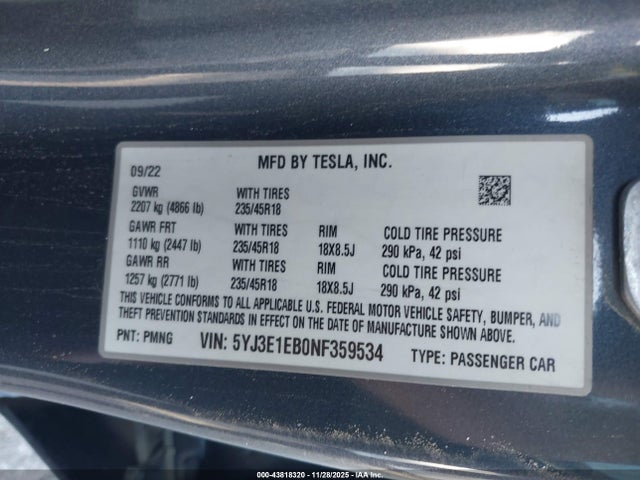 MFD BY TESLA, INC.
09/22
GVWR WITH TIRES
2207 kg (4866 lb) 235/45R18
GAWR FRT WITH TIRES RIM COLD TIRE PRESSURE
1110 kg (2447 lb) 235/45R18 18X8.5J 290 kPa, 42 psi
GAWR RR WITH TIRES RIM COLD TIRE PRESSURE
1257 kg (2771 lb) 235/45R18 18X8.5J 290 kPa, 42 psi
THIS VEHICLE CONFORMS TO ALL APPLICABLE U.S. FEDERAL MOTOR VEHICLE SAFETY, BUMPER, AND
THEFT PREVENTION STANDARDS IN EFFECT ON THE DATE OF MANUFACTURE SHOWN ABOVE.
PNT: PMNG VIN: 5YJ3E1EB0NF359534 TYPE: PASSENGER CAR
000-43818320 - 11/28/2025 - IAAI.COM